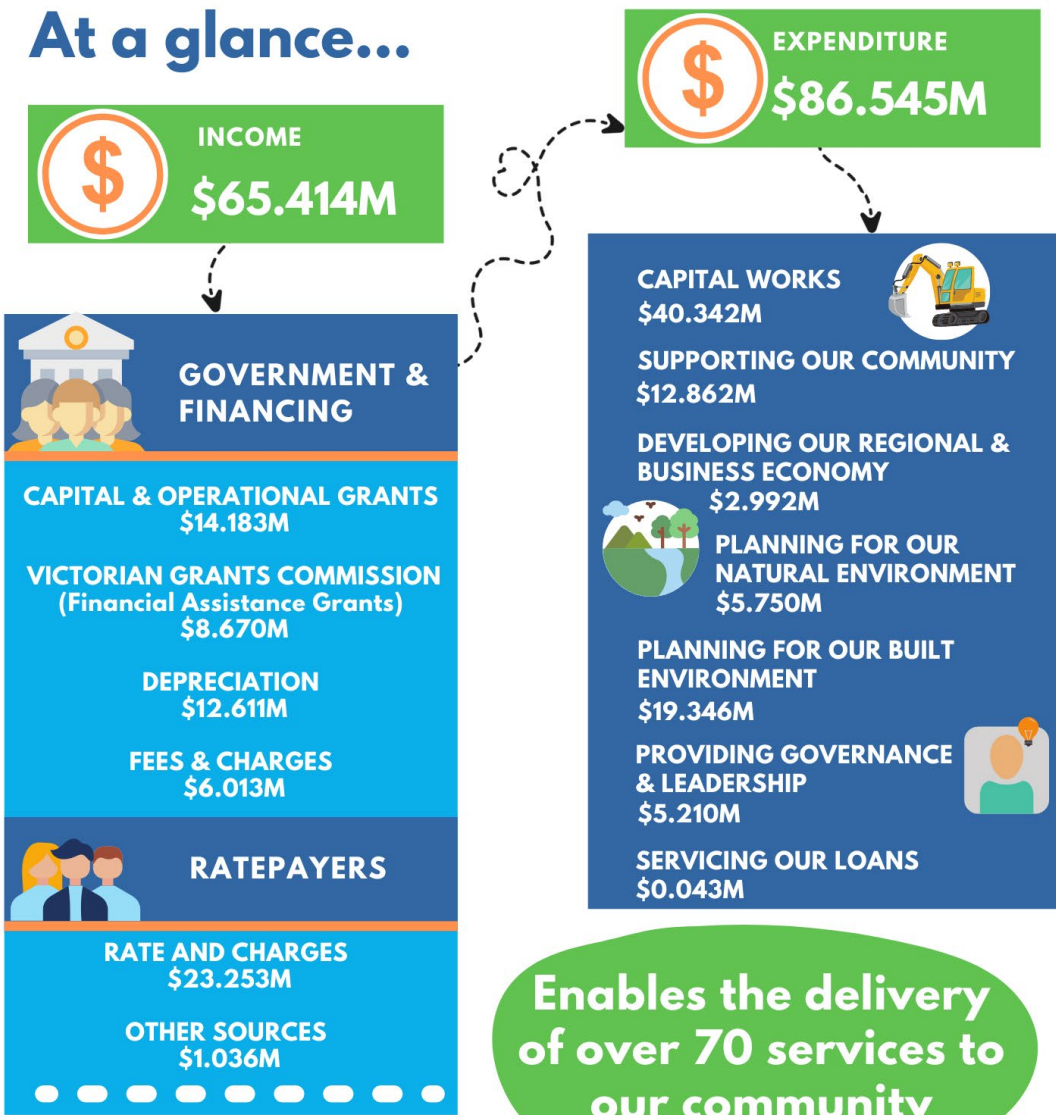 At a glance...
INCOME
$65.414M
GOVERNMENT &
FINANCING
CAPITAL & OPERATIONAL GRANTS
$14.183M
VICTORIAN GRANTS COMMISSION
(Financial Assistance Grants)
$8.670M
DEPRECIATION
$12.611M
FEES & CHARGES
$6.013M
RATEPAYERS
RATE AND CHARGES
$23.253M
OTHER SOURCES
$1.036M
EXPENDITURE
$86.545M
CAPITAL WORKS
$40.342M
SUPPORTING OUR COMMUNITY
$12.862M
DEVELOPING OUR REGIONAL &
BUSINESS ECONOMY
$2.992M
PLANNING FOR OUR
NATURAL ENVIRONMENT
$5.750M
PLANNING FOR OUR BUILT
ENVIRONMENT
$19.346M
PROVIDING GOVERNANCE
& LEADERSHIP
$5.210M
SERVICING OUR LOANS
$0.043M
Enables the delivery
of over 70 services to
our community